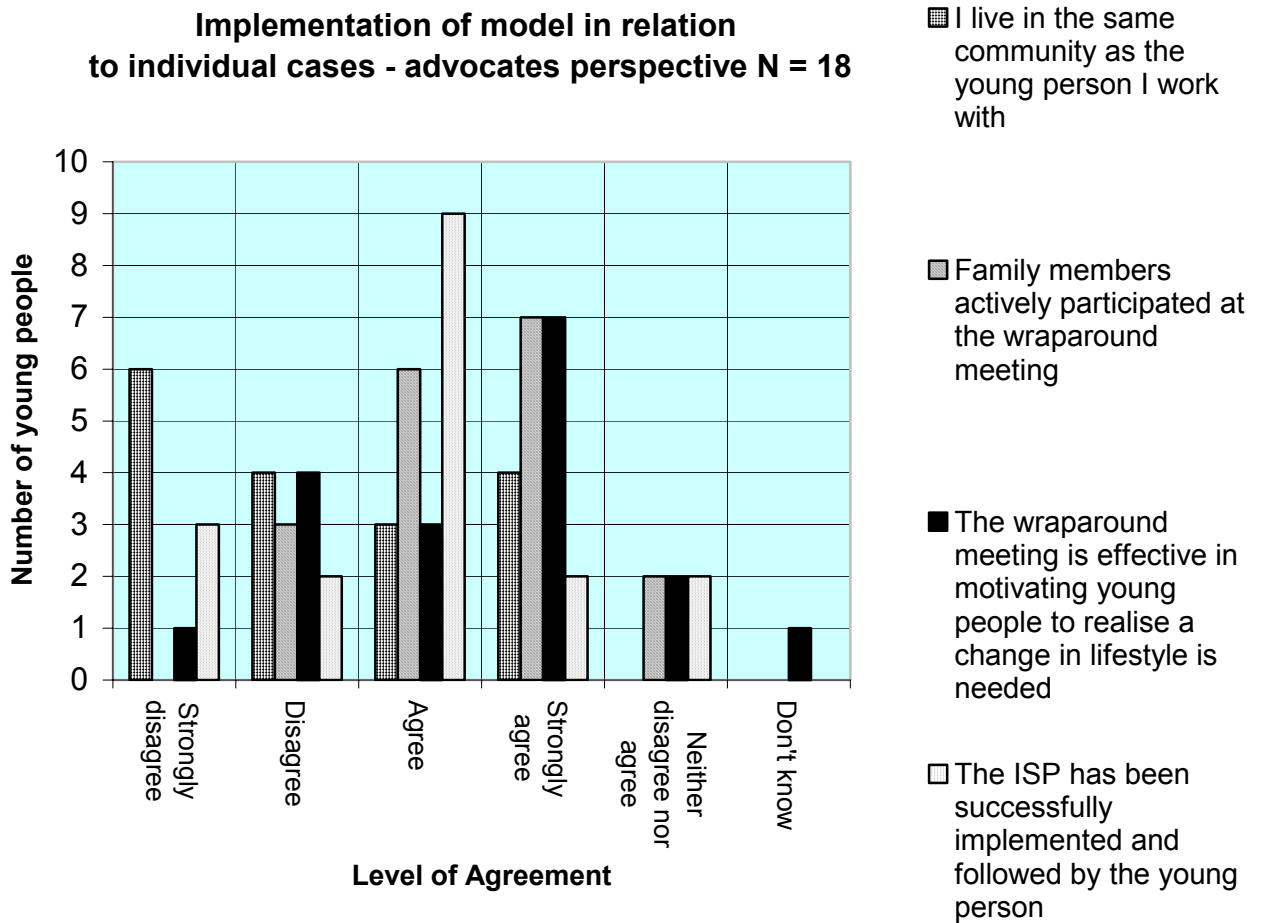 Implementation of model in relation
to individual cases - advocates perspective N = 18
10
9
8
7
6
5
4
3
2
1
0
Number of young people
Strongly
disagree
Disagree
Agree
Strongly
agree
Neither
disagree nor
agree
Don't know
Level of Agreement
I live in the same
community as the
young person I work
with
Family members
actively participated at
the wraparound
meeting
The wraparound
meeting is effective in
motivating young
people to realise a
change in lifestyle is
needed
The ISP has been
successfully
implemented and
followed by the young
person